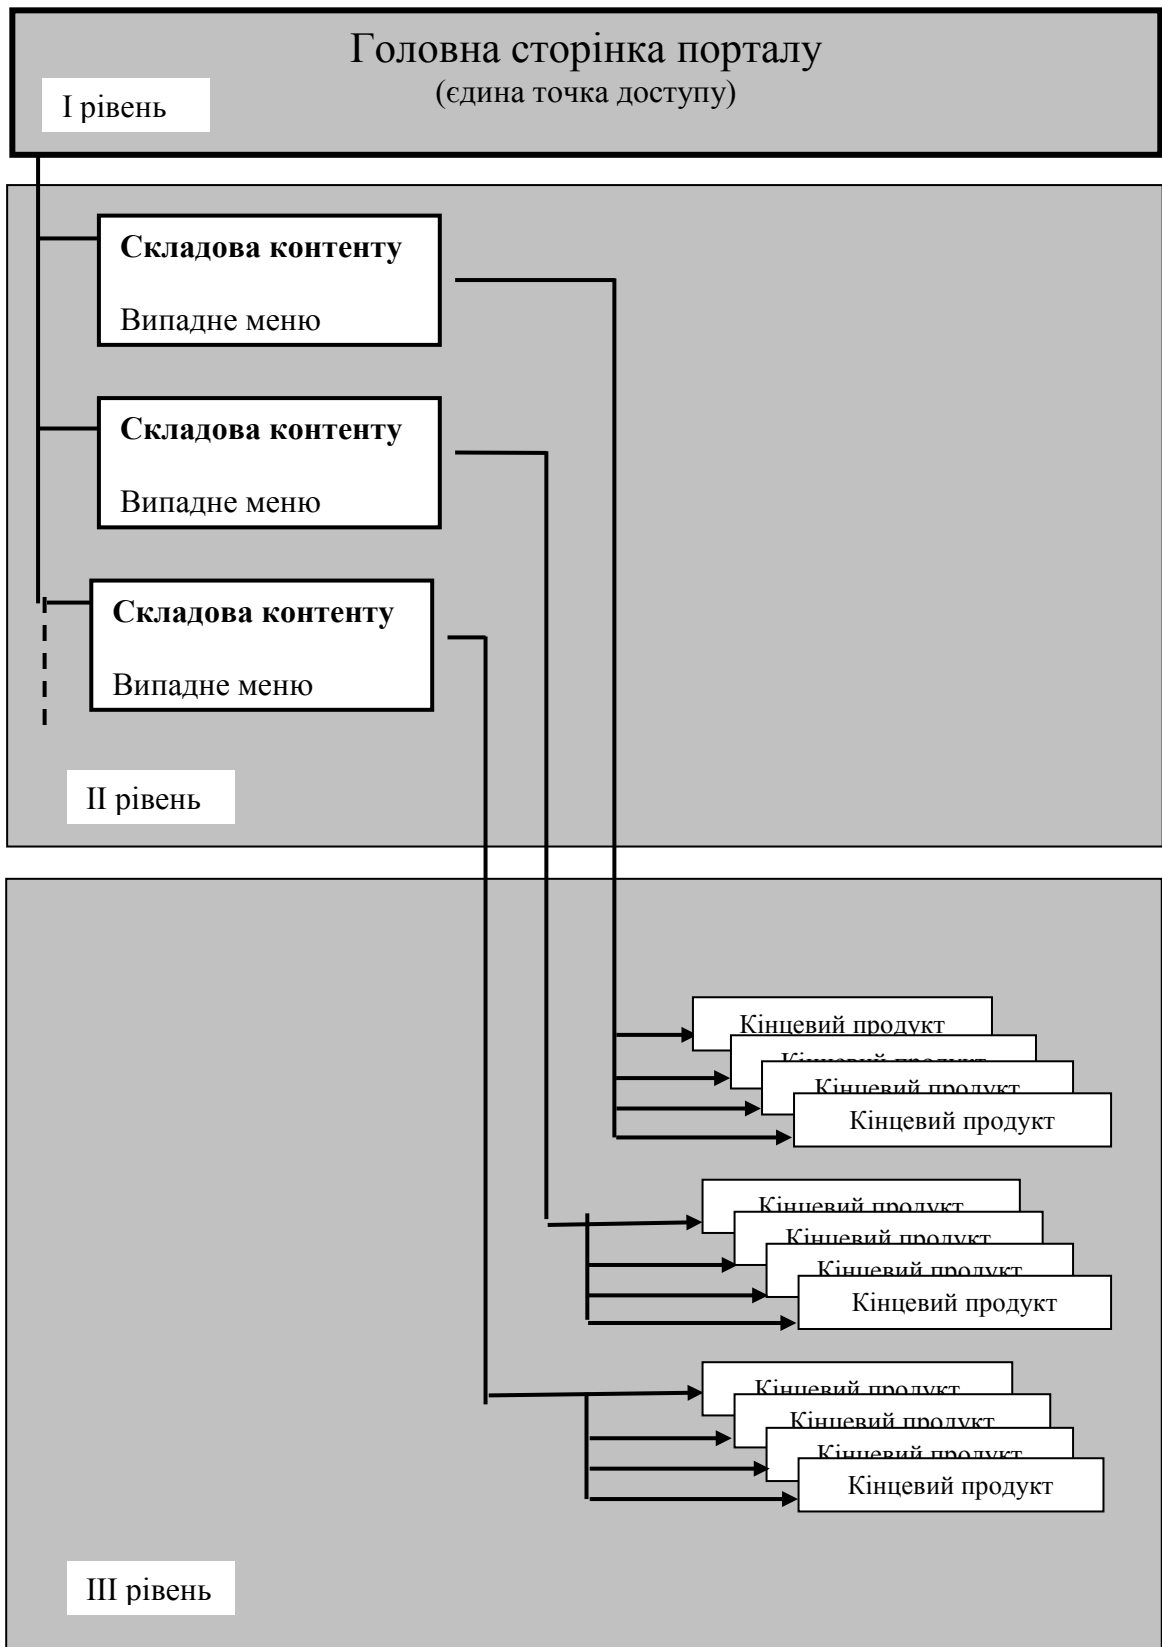 Головна сторінка порталу
(єдина точка доступу)
І рівень
Складова контенту
Випадне меню
Складова контенту
Випадне меню
Складова контенту
Випадне меню
ІІ рівень
Кінцевий продукт
Кінцевий продукт
Кінцевий продукт
Кінцевий продукт
Кінцевий продукт
Кінцевий продукт
Кінцевий продукт
Кінцевий продукт
Кінцевий продукт
Кінцевий продукт
Кінцевий продукт
Кінцевий продукт
ІІІ рівень